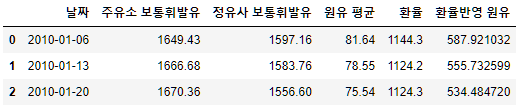 날짜 주유소 보통휘발유 정유사 보통휘발유 원유 평균 환율 환율반영 원유
0 2010-01-06 1649.43 1597.16 81.64 1144.3 587.921032
1 2010-01-13 1666.68 1583.76 78.55 1124.2 555.732599
2 2010-01-20 1670.36 1556.60 75.54 1124.3 534.484720